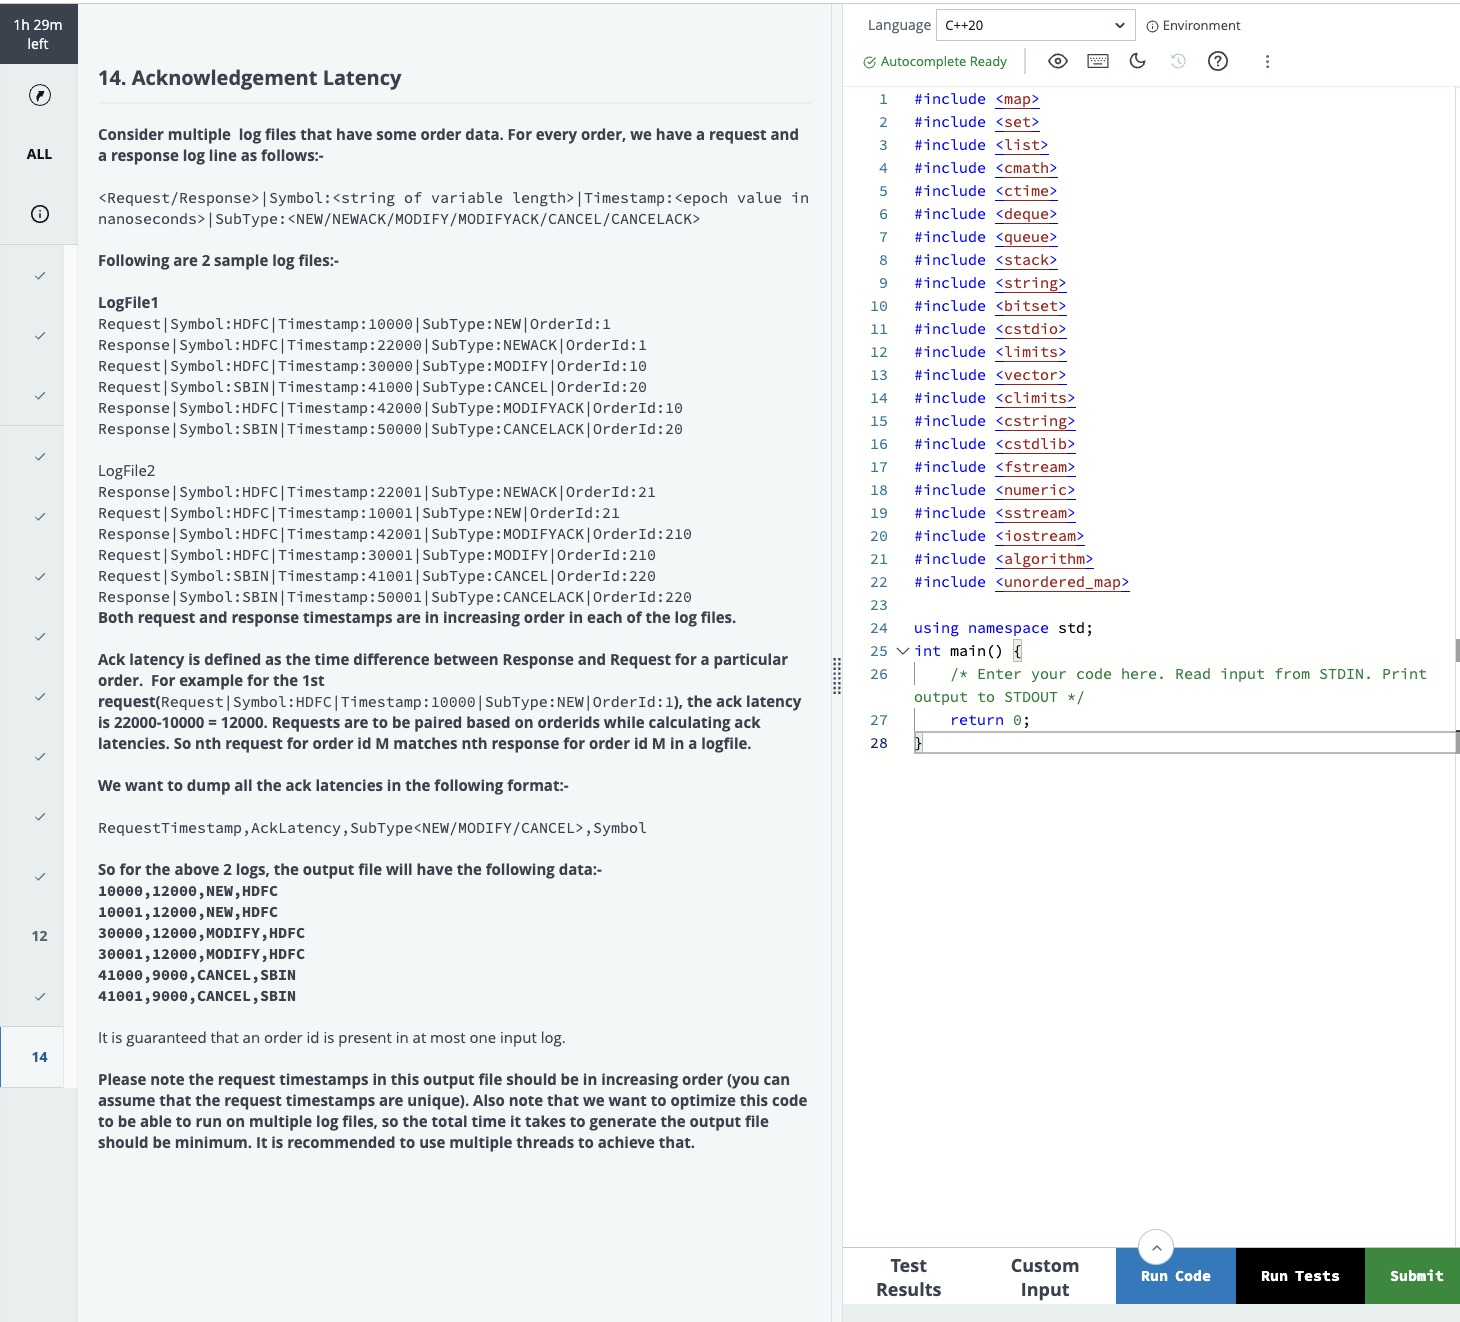 1h 29m
left
ALL
12
14
14. Acknowledgement Latency
Consider multiple  log files that have some order data. For every order, we have a request and
a response log line as follows:-
<Request/Response>|Symbol:<string of variable length>|Timestamp:<epoch value in
nanoseconds>|SubType:<NEW/NEWACK/MODIFY/MODIFYACK/CANCEL/CANCELACK>
Following are 2 sample log files:-
LogFile1
Request|Symbol:HDFC|Timestamp:10000|SubType:NEW|OrderId:1
Response|Symbol:HDFC|Timestamp:22000|SubType:NEWACK|OrderId:1
Request|Symbol:HDFC|Timestamp:30000|SubType:MODIFY|OrderId:10
Request|Symbol:SBIN|Timestamp:41000|SubType:CANCEL|OrderId:20
Response|Symbol:HDFC|Timestamp:42000|SubType:MODIFYACK|OrderId:10
Response|Symbol:SBIN|Timestamp:50000|SubType:CANCELACK|OrderId:20
LogFile2
Response|Symbol:HDFC|Timestamp:22001|SubType:NEWACK|OrderId:21
Request|Symbol:HDFC|Timestamp:10001|SubType:NEW|OrderId:21
Response|Symbol:HDFC|Timestamp:42001|SubType:MODIFYACK|OrderId:210
Request|Symbol:HDFC|Timestamp:30001|SubType:MODIFY|OrderId:210
Request|Symbol:SBIN|Timestamp:41001|SubType:CANCEL|OrderId:220
Response|Symbol:SBIN|Timestamp:50001|SubType:CANCELACK|OrderId:220
Both request and response timestamps are in increasing order in each of the log files.
Ack latency is defined as the time difference between Response and Request for a particular
order.  For example for the 1st
request(Request|Symbol:HDFC|Timestamp:10000|SubType:NEW|OrderId:1), the ack latency
is 22000-10000 = 12000. Requests are to be paired based on orderids while calculating ack
latencies. So nth request for order id M matches nth response for order id M in a logfile.
We want to dump all the ack latencies in the following format:-
RequestTimestamp,AckLatency,SubType<NEW/MODIFY/CANCEL>,Symbol
So for the above 2 logs, the output file will have the following data:-
10000,12000,NEW,HDFC
10001,12000,NEW,HDFC
30000,12000,MODIFY,HDFC
30001,12000,MODIFY,HDFC
41000,9000,CANCEL,SBIN
41001,9000,CANCEL,SBIN
It is guaranteed that an order id is present in at most one input log.
Please note the request timestamps in this output file should be in increasing order (you can
assume that the request timestamps are unique). Also note that we want to optimize this code
to be able to run on multiple log files, so the total time it takes to generate the output file
should be minimum. It is recommended to use multiple threads to achieve that.
Language C++20 Environment
Autocomplete Ready
1 #include <map>
2 #include <set>
3 #include <list>
4 #include <cmath>
5 #include <ctime>
6 #include <deque>
7 #include <queue>
8 #include <stack>
9 #include <string>
10 #include <bitset>
11 #include <cstdio>
12 #include <limits>
13 #include <vector>
14 #include <climits>
15 #include <cstring>
16 #include <cstdlib>
17 #include <fstream>
18 #include <numeric>
19 #include <sstream>
20 #include <iostream>
21 #include <algorithm>
22 #include <unordered_map>
23
24 using namespace std;
25 int main() {
26 /* Enter your code here. Read input from STDIN. Print
output to STDOUT */
27 return 0;
28 }
Test
Results
Custom
Input
Run Code
Run Tests
Submit